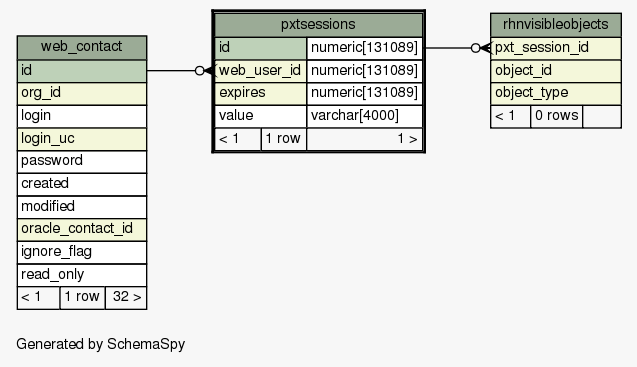 web_contact
id
org_id
login
login_uc
password
created
modified
oracle_contact_id
ignore_flag
read_only
< 1 1 row 32 >
pxtsessions
id numeric[131089]
web_user_id numeric[131089]
expires numeric[131089]
value varchar[4000]
< 1 1 row 1 >
rhnvisibleobjects
pxt_session_id
object_id
object_type
< 1 0 rows
Generated by SchemaSpy